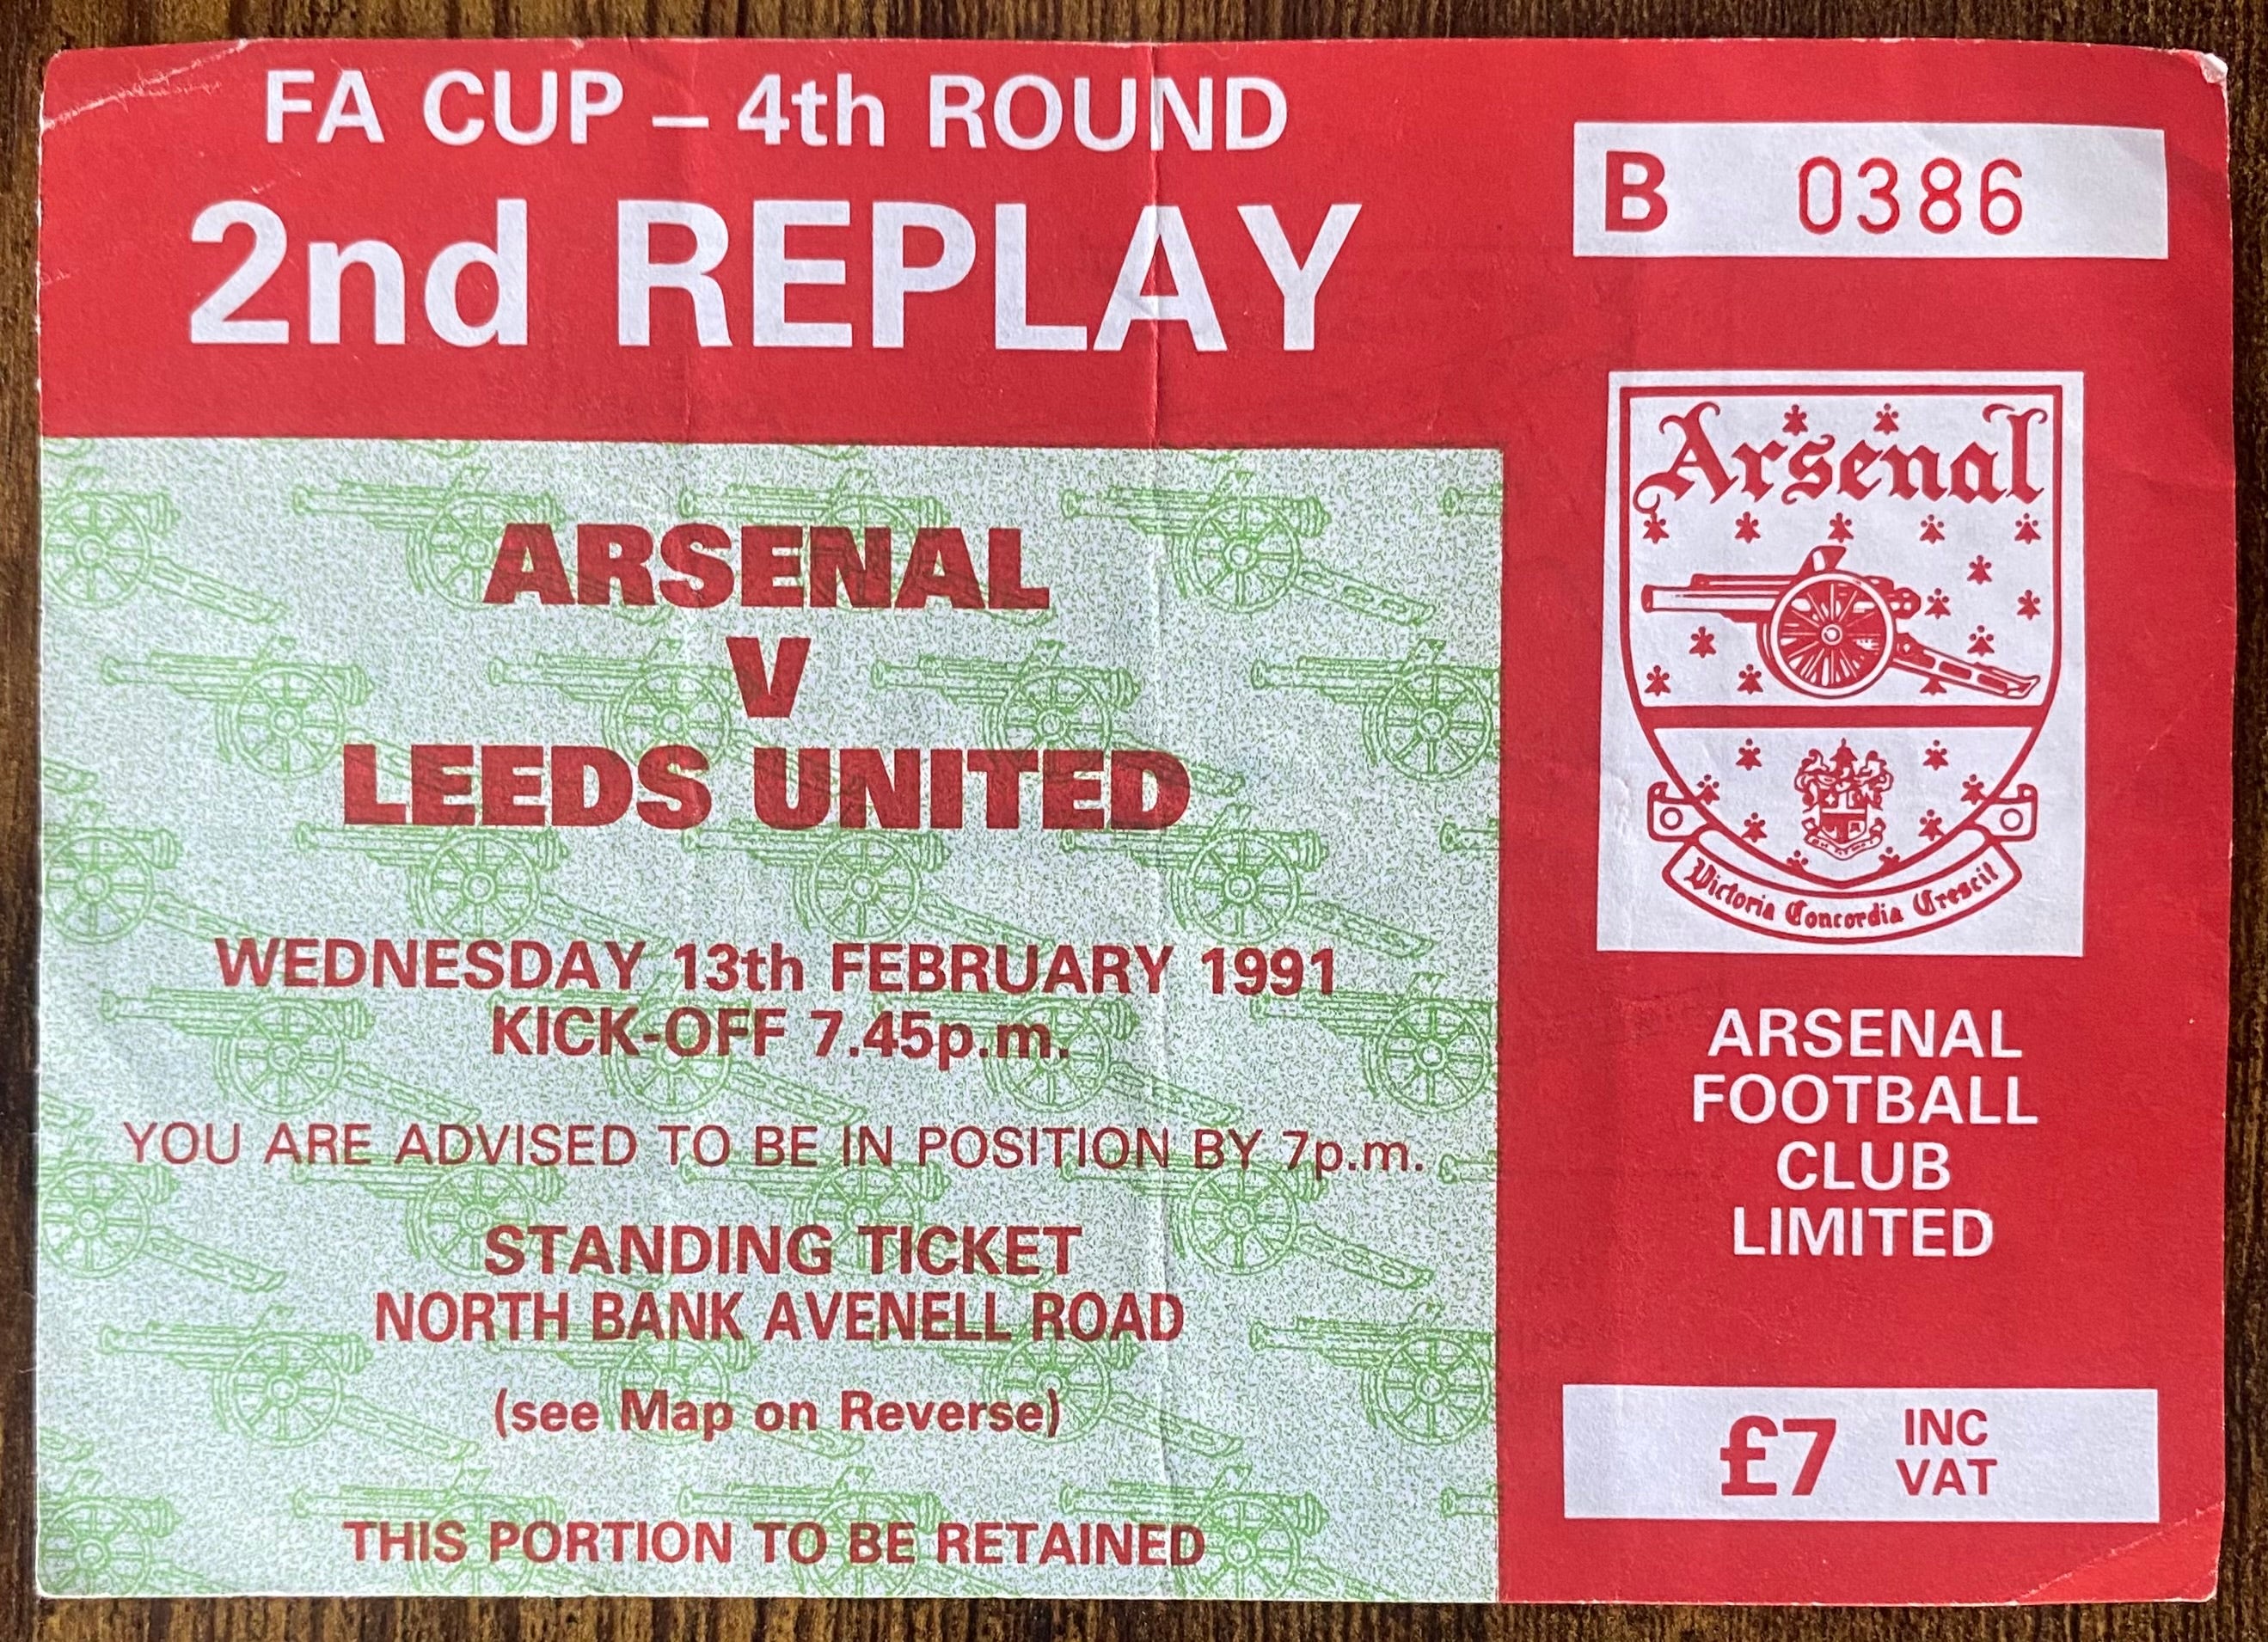 FA CUP – 4th ROUND
2nd REPLAY
B 0386
ARSENAL
V
LEEDS UNITED
WEDNESDAY 13th FEBRUARY 1991
KICK-OFF 7.45p.m.
YOU ARE ADVISED TO BE IN POSITION BY 7p.m.
STANDING TICKET
NORTH BANK AVENELL ROAD
(see Map on Reverse)
THIS PORTION TO BE RETAINED
Arsenal
Victoria Concordia Crescit
ARSENAL
FOOTBALL
CLUB
LIMITED
£7 INC
VAT